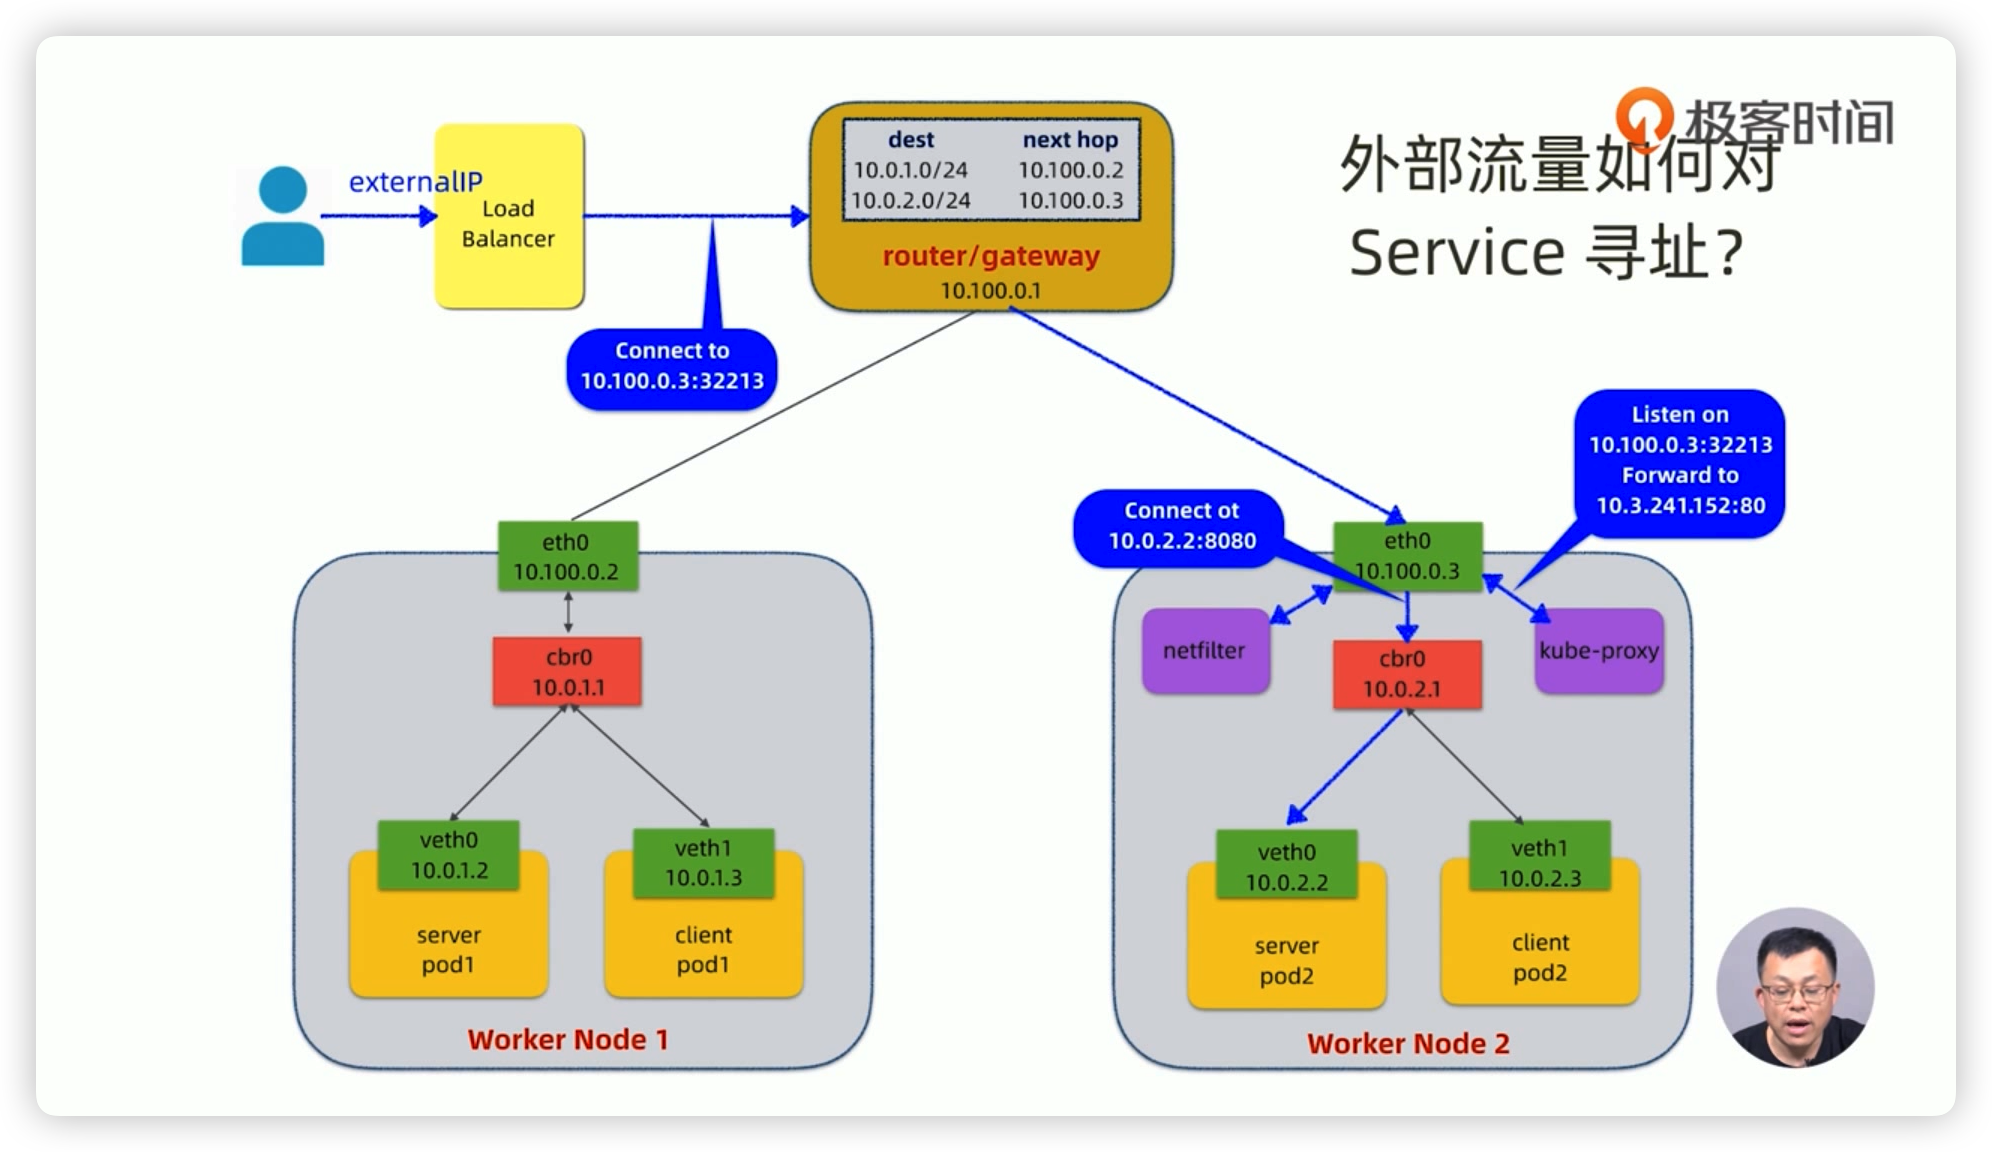 极客时间
外部流量如何对
Service 寻址?
externalIP
Load
Balancer
dest next hop
10.0.1.0/24 10.100.0.2
10.0.2.0/24 10.100.0.3
router/gateway
10.100.0.1
Connect to
10.100.0.3:32213
Listen on
10.100.0.3:32213
Forward to
10.3.241.152:80
Connect ot
10.0.2.2:8080
eth0
10.100.0.2
cbr0
10.0.1.1
veth0
10.0.1.2
server
pod1
veth1
10.0.1.3
client
pod1
Worker Node 1
eth0
10.100.0.3
netfilter
cbr0
10.0.2.1
kube-proxy
veth0
10.0.2.2
server
pod2
veth1
10.0.2.3
client
pod2
Worker Node 2